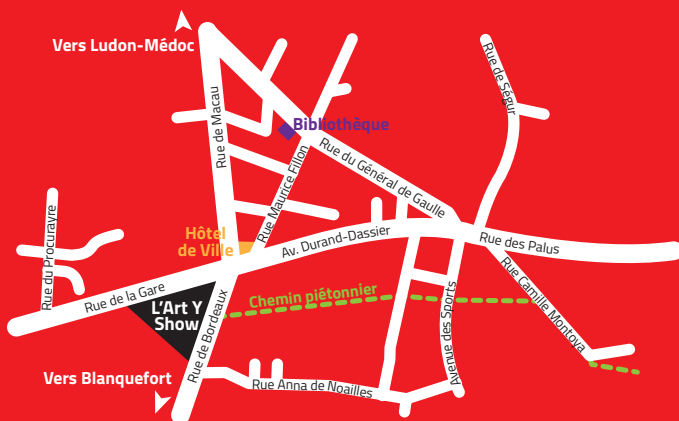 Vers Ludon-Médoc
Rue de Ségur
Rue de Macau
Bibliothèque
Rue du Général de Gaulle
Rue Maurice Fillon
Hôtel
de Ville
Av. Durand-Dassier
Rue des Palus
Rue du Procurayre
Rue de la Gare
L'Art Y
Show
Chemin piétonnier
Rue Camille Montoya
Rue de Bordeaux
Avenue des Sports
Vers Blanquefort
Rue Anna de Noailles